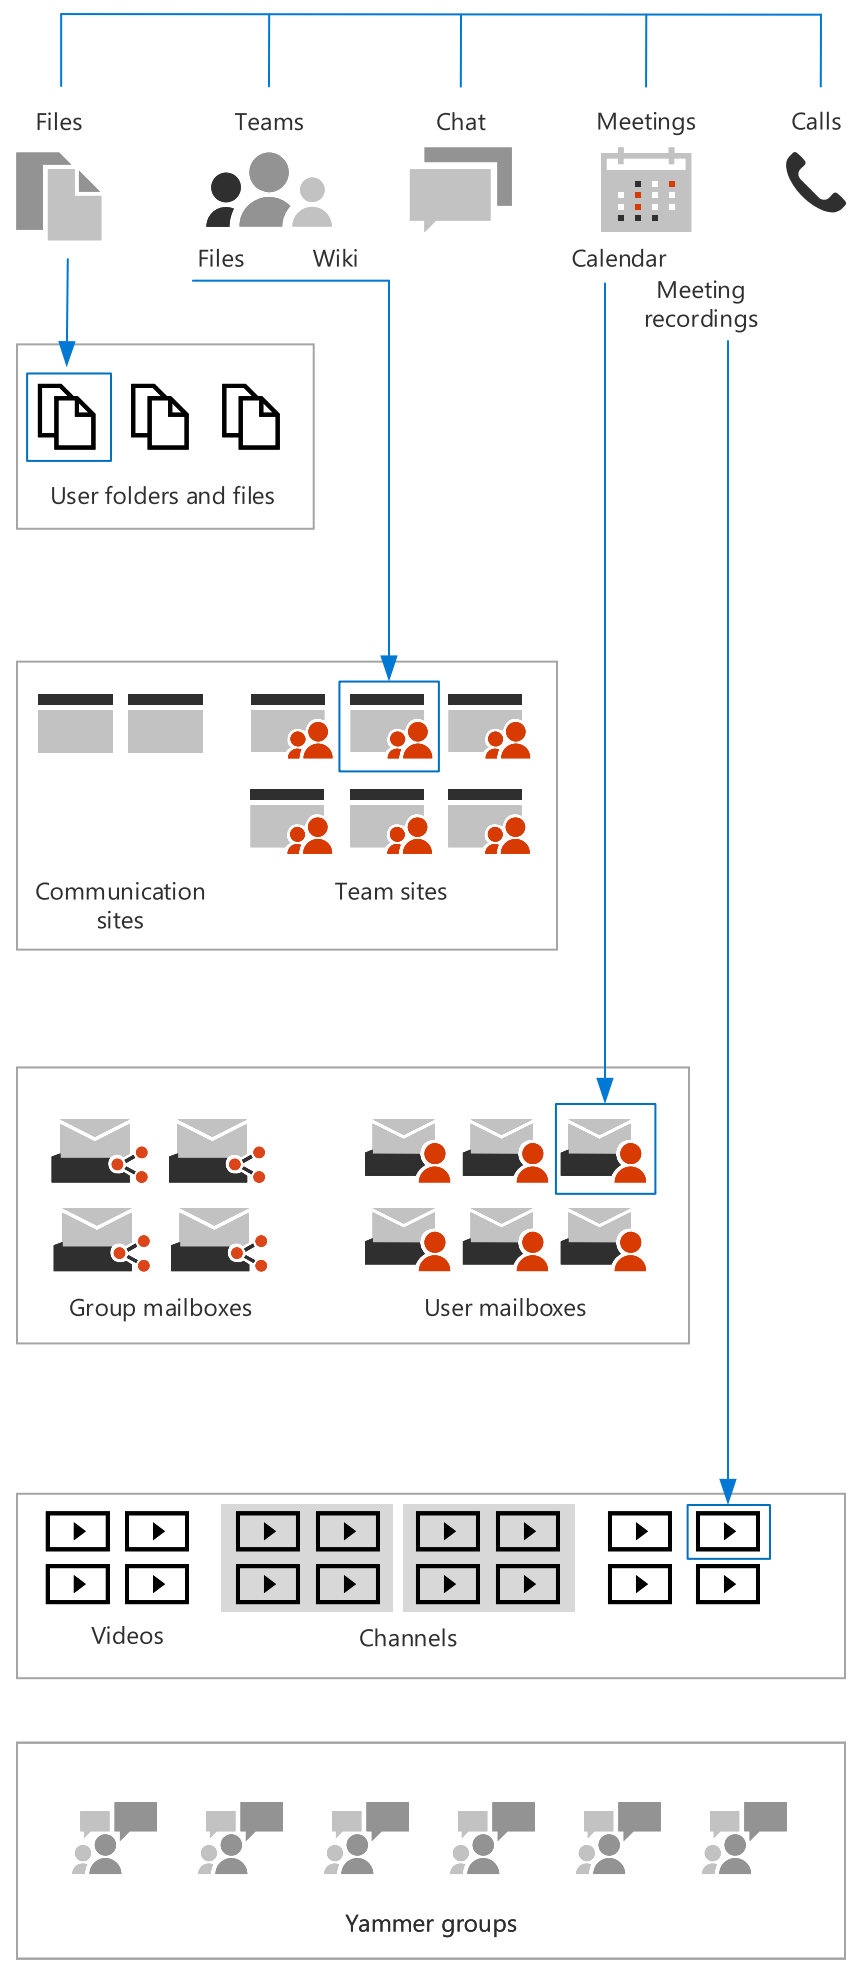 Files
Teams
Chat
Meetings
Calls
Files
Wiki
Calendar
Meeting
recordings
User folders and files
Communication
sites
Team sites
Group mailboxes
User mailboxes
Videos
Channels
Yammer groups